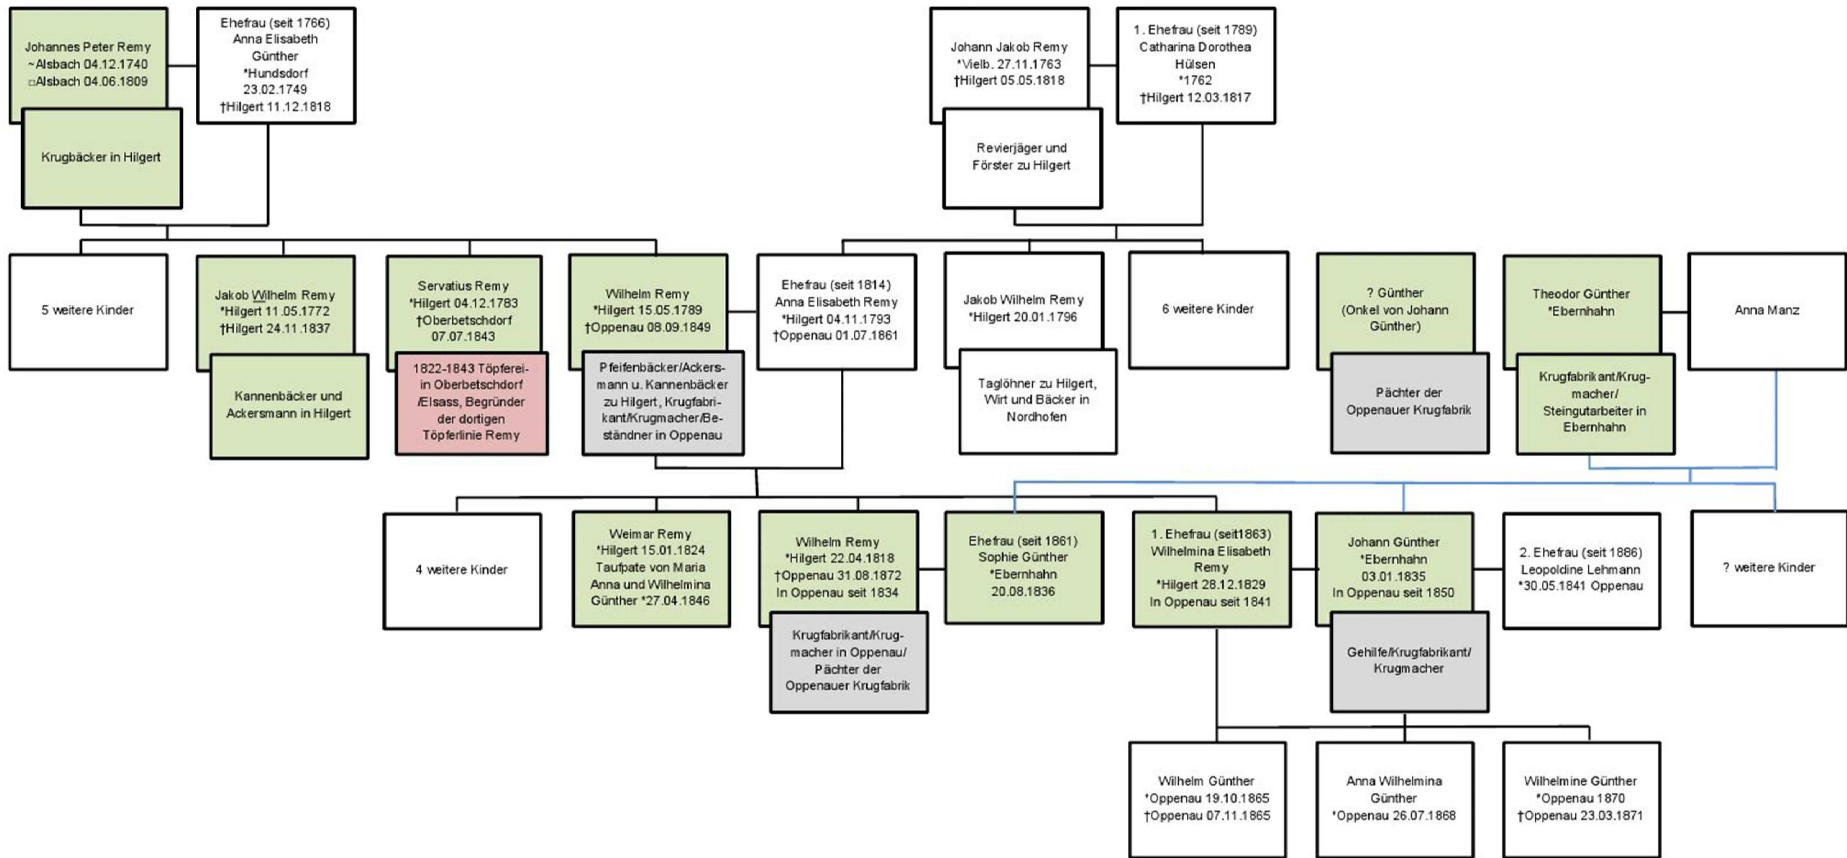 Johannes Peter Remy
~Alsbach 04.12.1740
□Alsbach 04.06.1809
Ehefrau (seit 1766)
Anna Elisabeth
Günther
*Hundsdorf
23.02.1749
†Hilgert 11.12.1818
Krugbäcker in Hilgert
Johann Jakob Remy
*Vielb. 27.11.1763
†Hilgert 05.05.1818
1. Ehefrau (seit 1789)
Catharina Dorothea
Hülsen
*1762
†Hilgert 12.03.1817
Revierjäger und
Förster zu Hilgert
5 weitere Kinder
Jakob Wilhelm Remy
*Hilgert 11.05.1772
†Hilgert 24.11.1837
Kannenbäcker und
Ackersmann in Hilgert
Servatius Remy
*Hilgert 04.12.1783
†Oberbetschdorf
07.07.1843
1822-1843 Töpferei-
in Oberbetschdorf
/Elsass, Begründer
der dortigen
Töpferlinie Remy
Wilhelm Remy
*Hilgert 15.05.1789
†Oppenau 08.09.1849
Pfeifenbäcker/Ackers-
mann u. Kannenbäcker
zu Hilgert, Krugfabri-
kant/Krugmacher/Be-
ständner in Oppenau
Ehefrau (seit 1814)
Anna Elisabeth Remy
*Hilgert 04.11.1793
†Oppenau 01.07.1861
Jakob Wilhelm Remy
*Hilgert 20.01.1796
Taglöhner zu Hilgert,
Wirt und Bäcker in
Nordhofen
6 weitere Kinder
? Günther
(Onkel von Johann
Günther)
Pächter der
Oppenauer Krugfabrik
Theodor Günther
*Ebernhahn
Krugfabrikant/Krug-
macher/
Steingutarbeiter in
Ebernhahn
Anna Manz
4 weitere Kinder
Weimar Remy
*Hilgert 15.01.1824
Taufpate von Maria
Anna und Wilhelmina
Günther *27.04.1846
Wilhelm Remy
*Hilgert 22.04.1818
†Oppenau 31.08.1872
In Oppenau seit 1834
Krugfabrikant/Krug-
macher in Oppenau/
Pächter der
Oppenauer Krugfabrik
Ehefrau (seit 1861)
Sophie Günther
*Ebernhahn
20.08.1836
1. Ehefrau (seit1863)
Wilhelmina Elisabeth
Remy
*Hilgert 28.12.1829
In Oppenau seit 1841
Johann Günther
*Ebernhahn
03.01.1835
In Oppenau seit 1850
Gehilfe/Krugfabrikant/
Krugmacher
2. Ehefrau (seit 1886)
Leopoldine Lehmann
*30.05.1841 Oppenau
? weitere Kinder
Wilhelm Günther
*Oppenau 19.10.1865
†Oppenau 07.11.1865
Anna Wilhelmina
Günther
*Oppenau 26.07.1868
Wilhelmine Günther
*Oppenau 1870
†Oppenau 23.03.1871